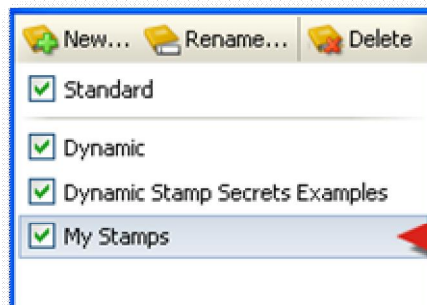 New... Rename... Delete
Standard
Dynamic
Dynamic Stamp Secrets Examples
My Stamps